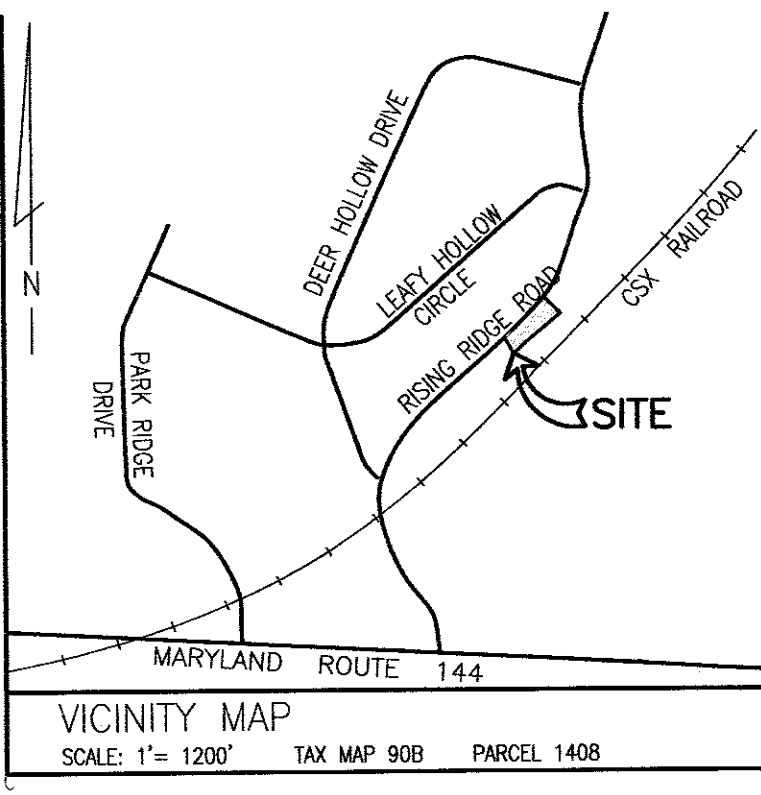 DEER HOLLOW DRIVE
LEAFY HOLLOW
CIRCLE
CSX RAILROAD
N
RISING RIDGE ROAD
PARK RIDGE
DRIVE
SITE
MARYLAND ROUTE 144
VICINITY MAP
SCALE: 1'= 1200' TAX MAP 90B PARCEL 1408